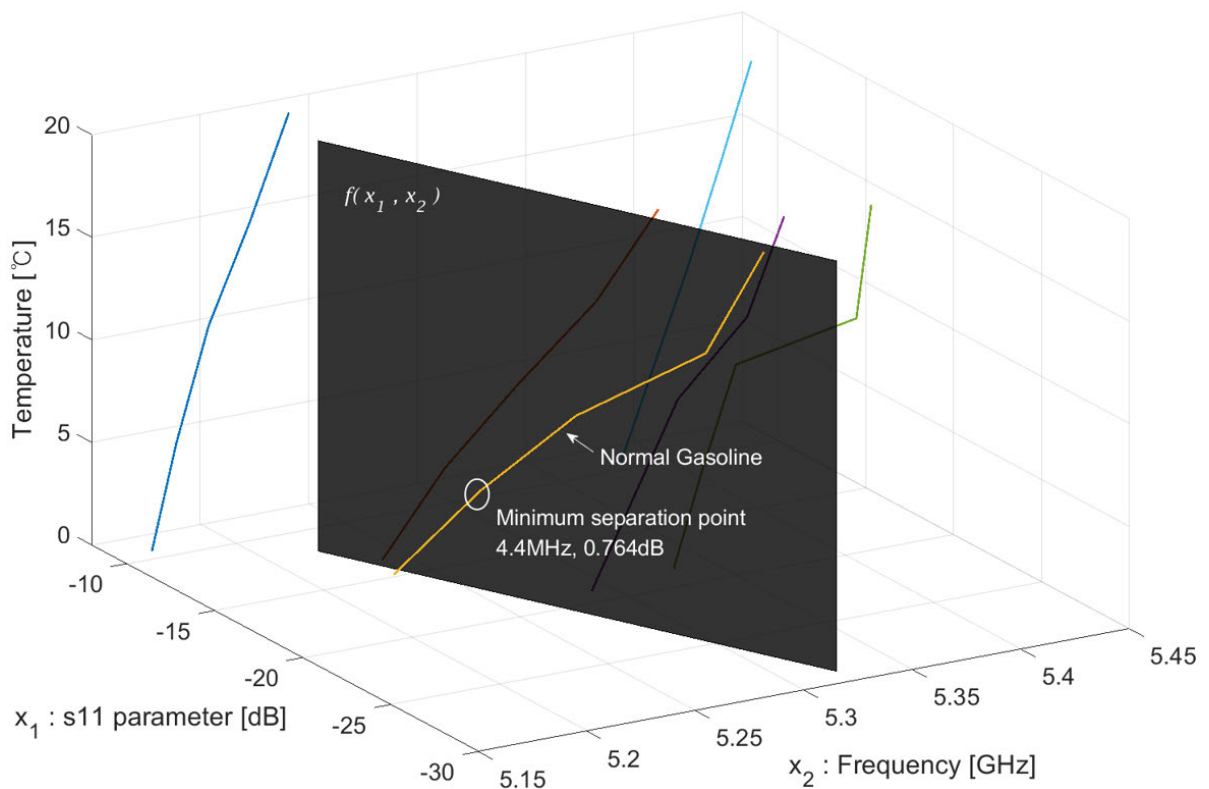 20
15
10
5
0
Temperature [℃]
f( x1 , x2 )
Normal Gasoline
Minimum separation point
4.4MHz, 0.764dB
-10
-15
-20
-25
-30
x1 : s11 parameter [dB]
5.15
5.2
5.25
5.3
5.35
5.4
5.45
x2 : Frequency [GHz]